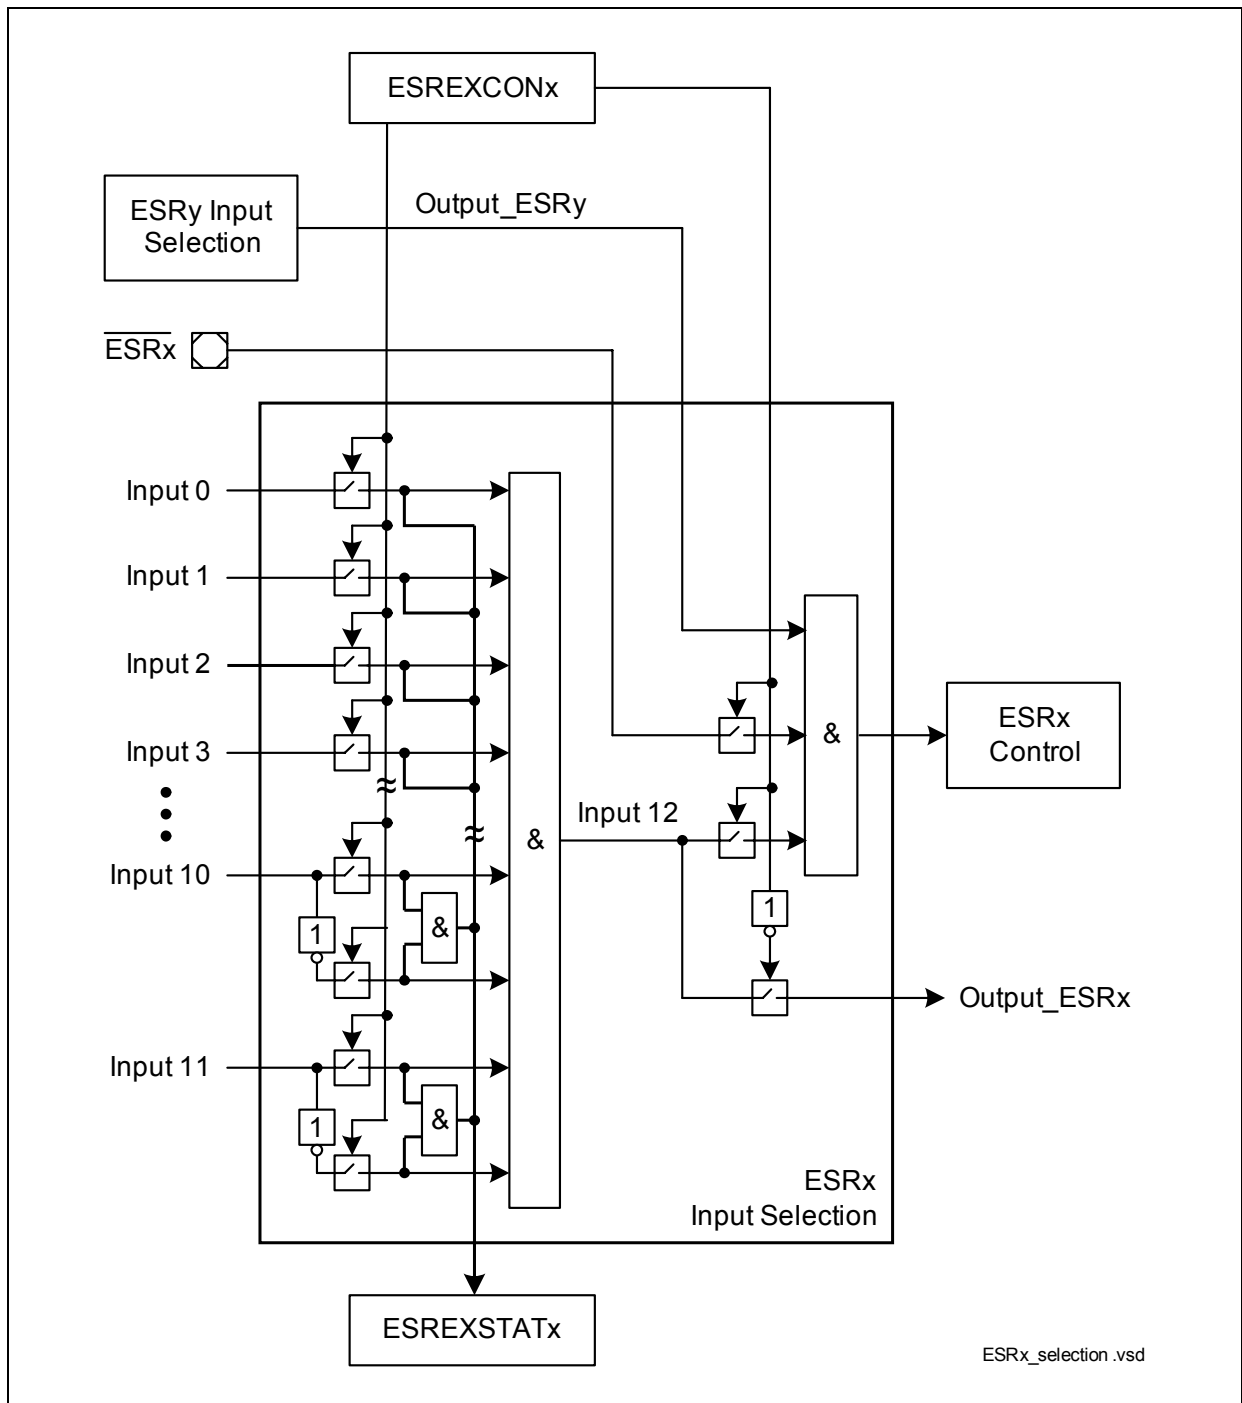 ESREXCONx
ESRy Input
Selection
Output_ESRy
ESRx
Input 0
Input 1
Input 2
Input 3
Input 10
Input 11
&
&
1
1
&
Input 12
&
1
ESRx
Control
Output_ESRx
ESRx
Input Selection
ESREXSTATx
ESRx_selection .vsd